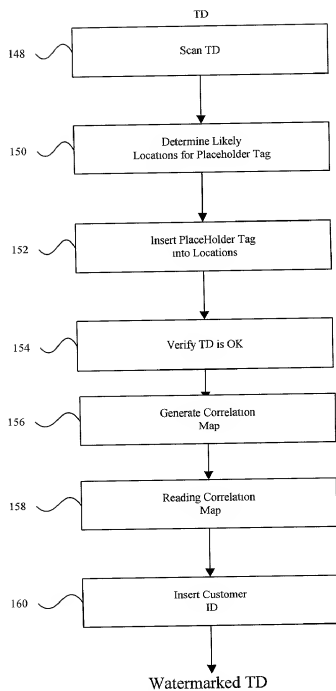 TD
148
Scan TD
150
Determine Likely
Locations for Placeholder Tag
152
Insert PlaceHolder Tag
into Locations
154
Verify TD is OK
156
Generate Correlation
Map
158
Reading Correlation
Map
160
Insert Customer
ID
Watermarked TD